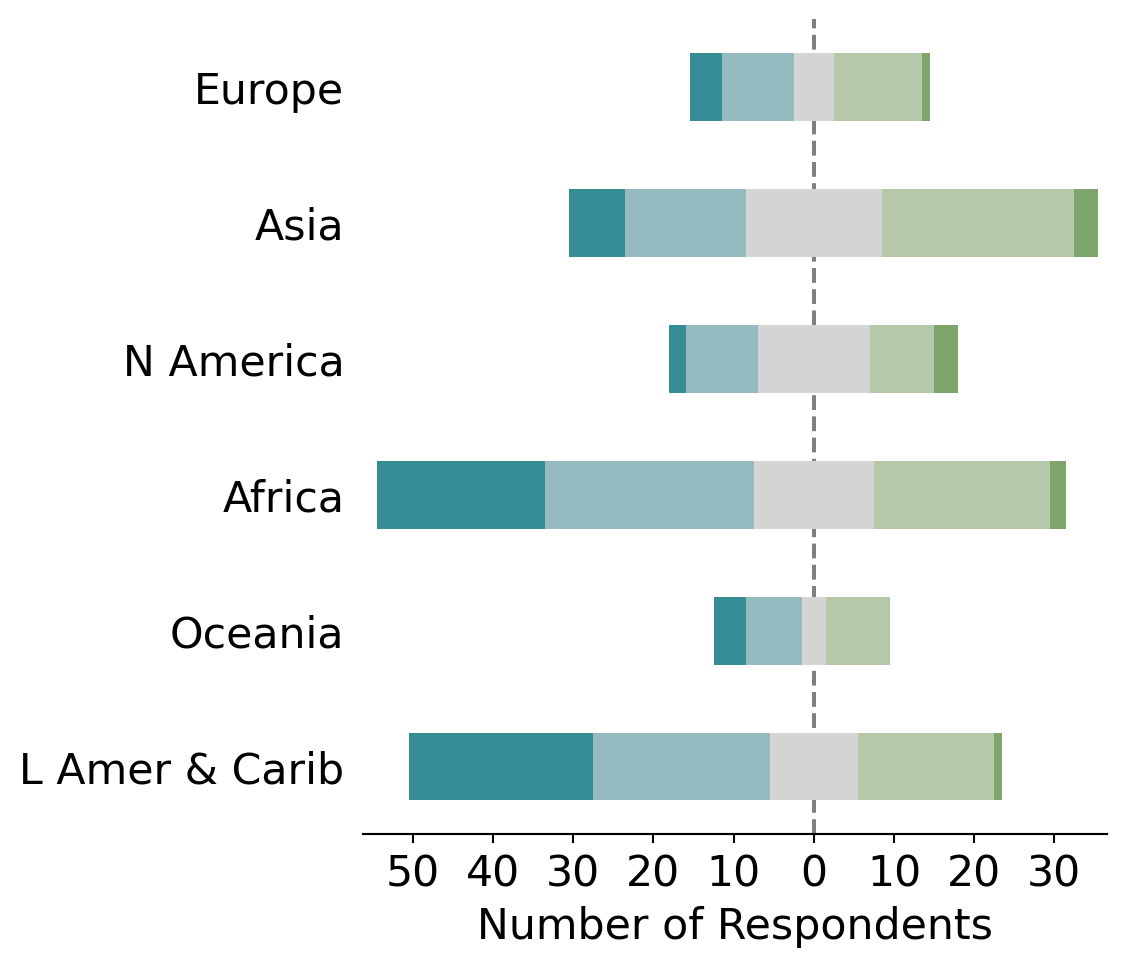 Europe
Asia
N America
Africa
Oceania
L Amer & Carib
50 40 30 20 10 0 10 20 30
Number of Respondents